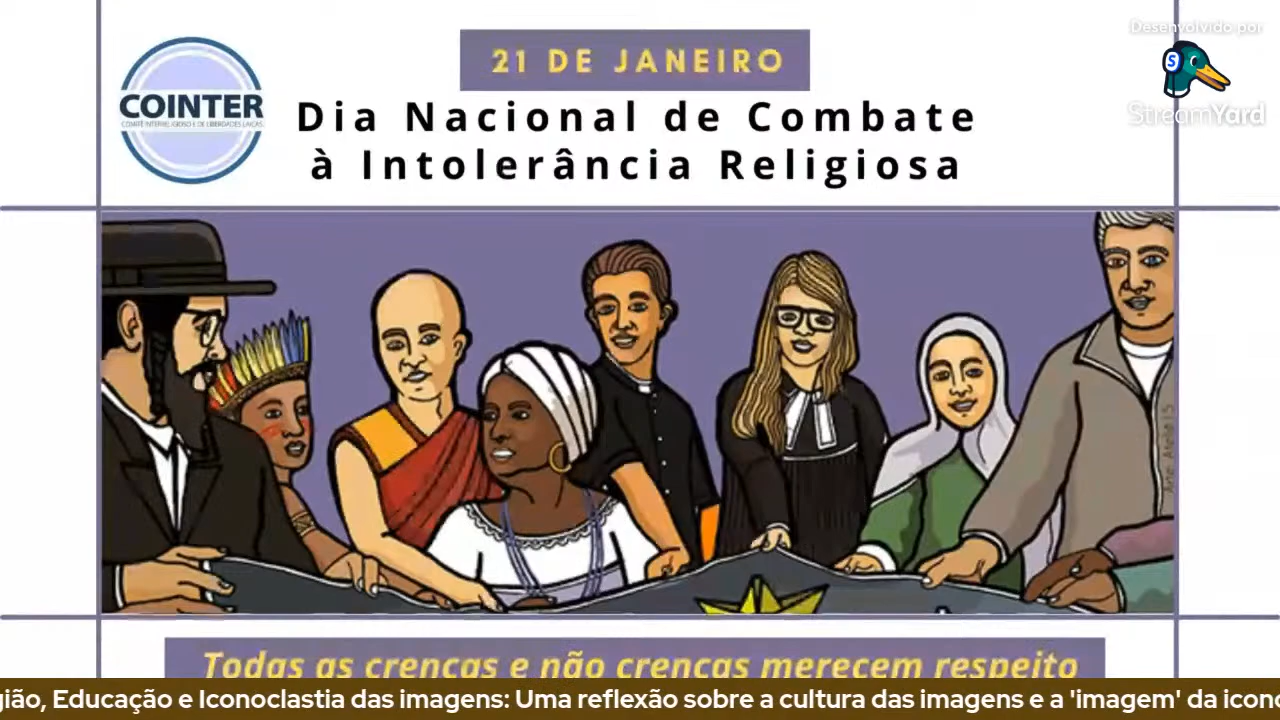 Desenvolvido por
StreamYard
21 DE JANEIRO
COINTER
Dia Nacional de Combate
à Intolerância Religiosa
Todas as crenças e não crenças merecem respeito
gião, Educação e Iconoclastia das imagens: Uma reflexão sobre a cultura das imagens e a 'imagem' da icono